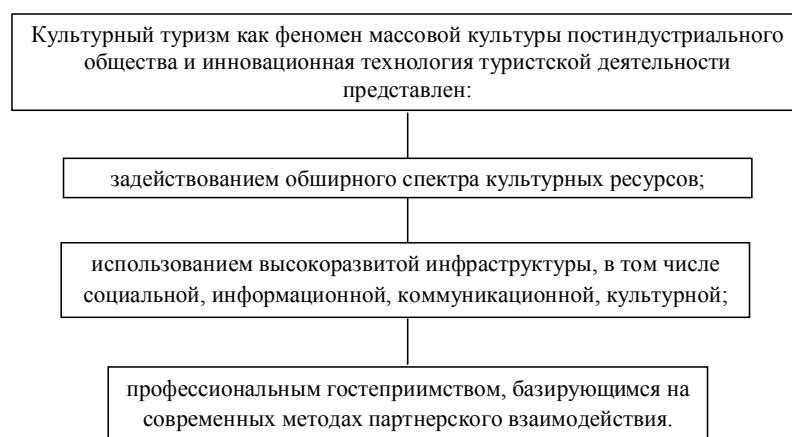 Культурный туризм как феномен массовой культуры постиндустриального
общества и инновационная технология туристской деятельности
представлен:
задействованием обширного спектра культурных ресурсов;
использованием высокоразвитой инфраструктуры, в том числе
социальной, информационной, коммуникационной, культурной;
профессиональным гостеприимством, базирующимся на
современных методах партнерского взаимодействия.